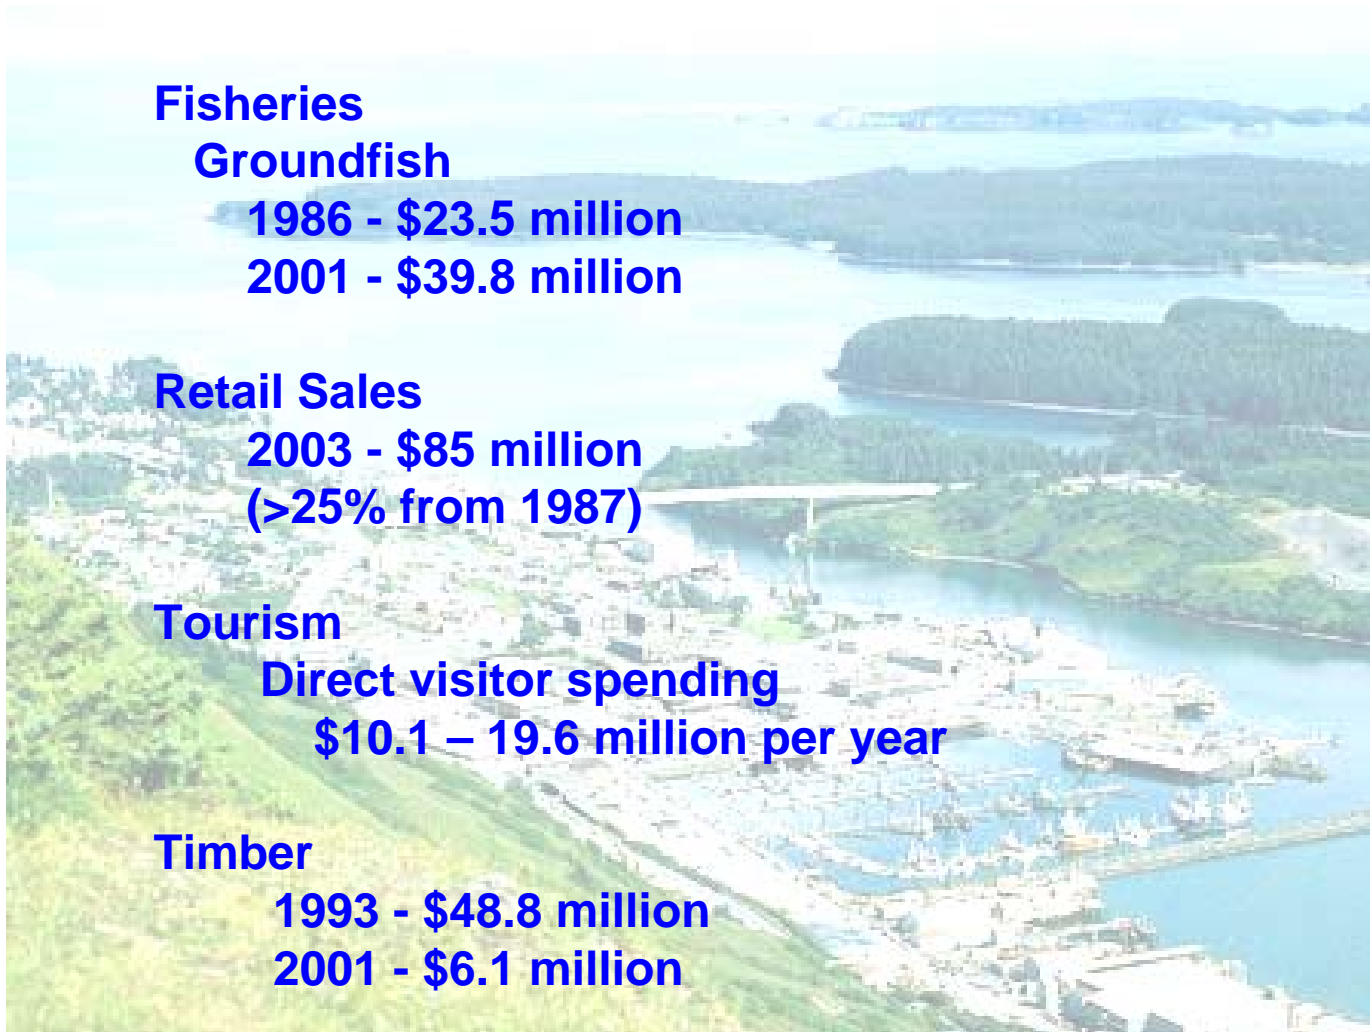 Fisheries
Groundfish
1986 - $23.5 million
2001 - $39.8 million
Retail Sales
2003 - $85 million
(>25% from 1987)
Tourism
Direct visitor spending
$10.1 – 19.6 million per year
Timber
1993 - $48.8 million
2001 - $6.1 million